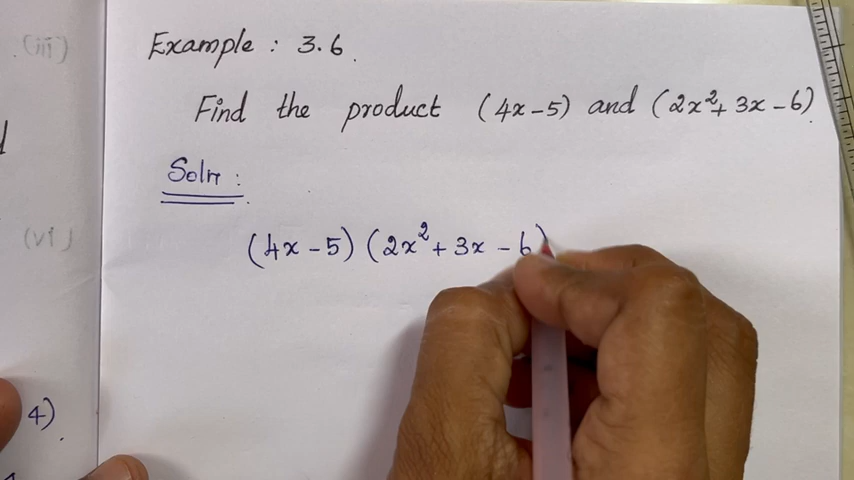 (iii)
Example : 3.6.
Find the product (4x-5) and (2x²+ 3x-6).
Soln :
(4x-5) (2x²+ 3x - 6)
(vi)
4).